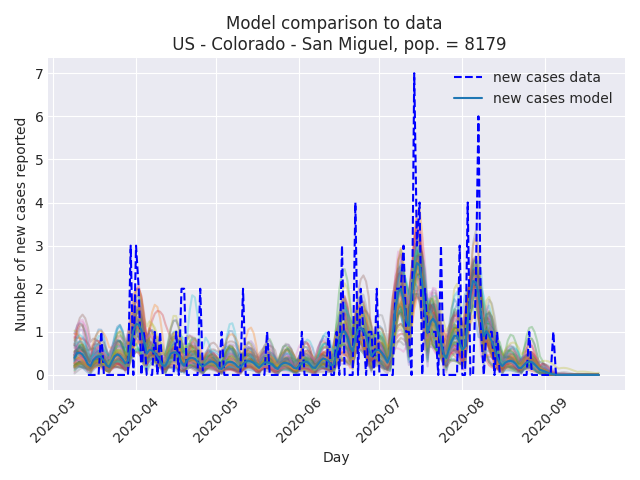 Model comparison to data
US - Colorado - San Miguel, pop. = 8179
Number of new cases reported
7
6
5
4
3
2
1
0
new cases data
new cases model
2020-03
2020-04
2020-05
2020-06
2020-07
2020-08
2020-09
Day